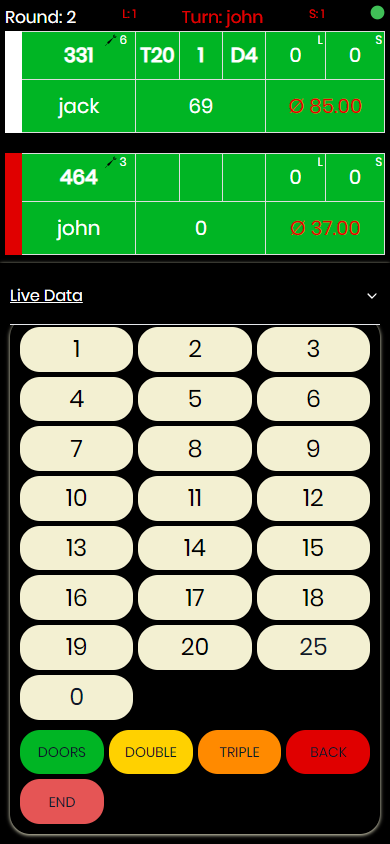 Round: 2 L: 1 Turn: john S: 1
331 6 T20 1 D4 0 L 0 S
jack 69 Ø 85.00
464 3 0 L 0 S
john 0 Ø 37.00
Live Data
1 2 3
4 5 6
7 8 9
10 11 12
13 14 15
16 17 18
19 20 25
0
DOORS DOUBLE TRIPLE BACK
END